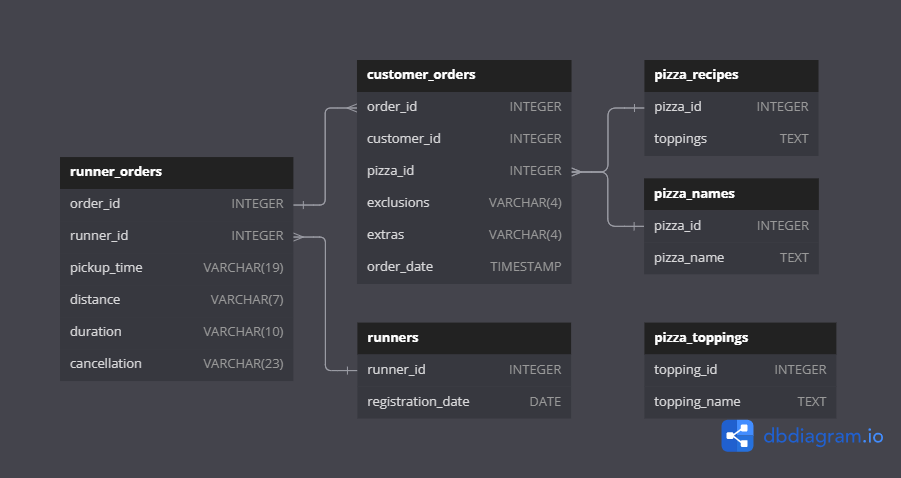 runner_orders
order_id INTEGER
runner_id INTEGER
pickup_time VARCHAR(19)
distance VARCHAR(7)
duration VARCHAR(10)
cancellation VARCHAR(23)
customer_orders
order_id INTEGER
customer_id INTEGER
pizza_id INTEGER
exclusions VARCHAR(4)
extras VARCHAR(4)
order_date TIMESTAMP
runners
runner_id INTEGER
registration_date DATE
pizza_recipes
pizza_id INTEGER
toppings TEXT
pizza_names
pizza_id INTEGER
pizza_name TEXT
pizza_toppings
topping_id INTEGER
topping_name TEXT
dbdiagram.io